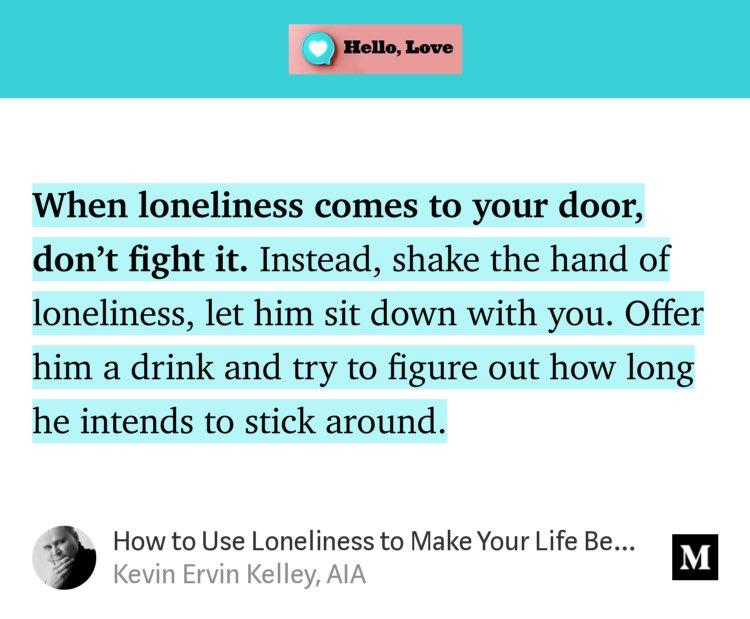 Hello, Love
When loneliness comes to your door,
don’t fight it. Instead, shake the hand of
loneliness, let him sit down with you. Offer
him a drink and try to figure out how long
he intends to stick around.
How to Use Loneliness to Make Your Life Be...
Kevin Ervin Kelley, AIA
M